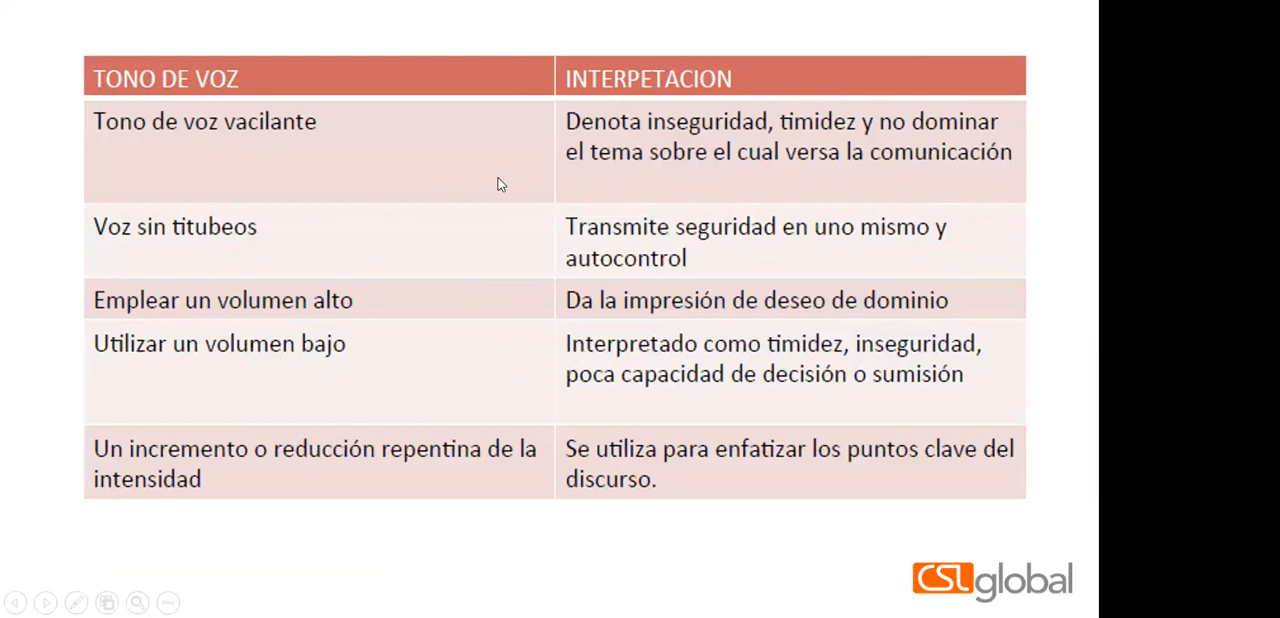 TONO DE VOZ
INTERPETACION
Tono de voz vacilante
Denota inseguridad, timidez y no dominar
el tema sobre el cual versa la comunicación
Voz sin titubeos
Transmite seguridad en uno mismo y
autocontrol
Emplear un volumen alto
Da la impresión de deseo de dominio
Utilizar un volumen bajo
Interpretado como timidez, inseguridad,
poca capacidad de decisión o sumisión
Un incremento o reducción repentina de la
intensidad
Se utiliza para enfatizar los puntos clave del
discurso.
CSL global